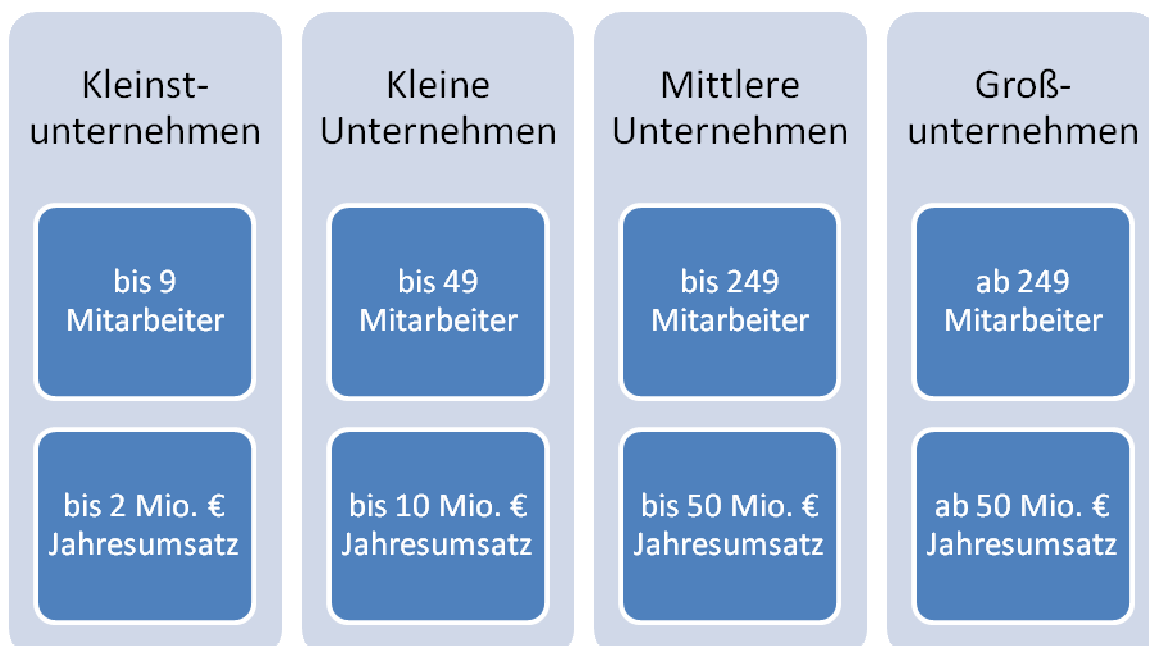 Kleinst-
unternehmen
bis 9
Mitarbeiter
bis 2 Mio. €
Jahresumsatz
Kleine
Unternehmen
bis 49
Mitarbeiter
bis 10 Mio. €
Jahresumsatz
Mittlere
Unternehmen
bis 249
Mitarbeiter
bis 50 Mio. €
Jahresumsatz
Groß-
unternehmen
ab 249
Mitarbeiter
ab 50 Mio. €
Jahresumsatz